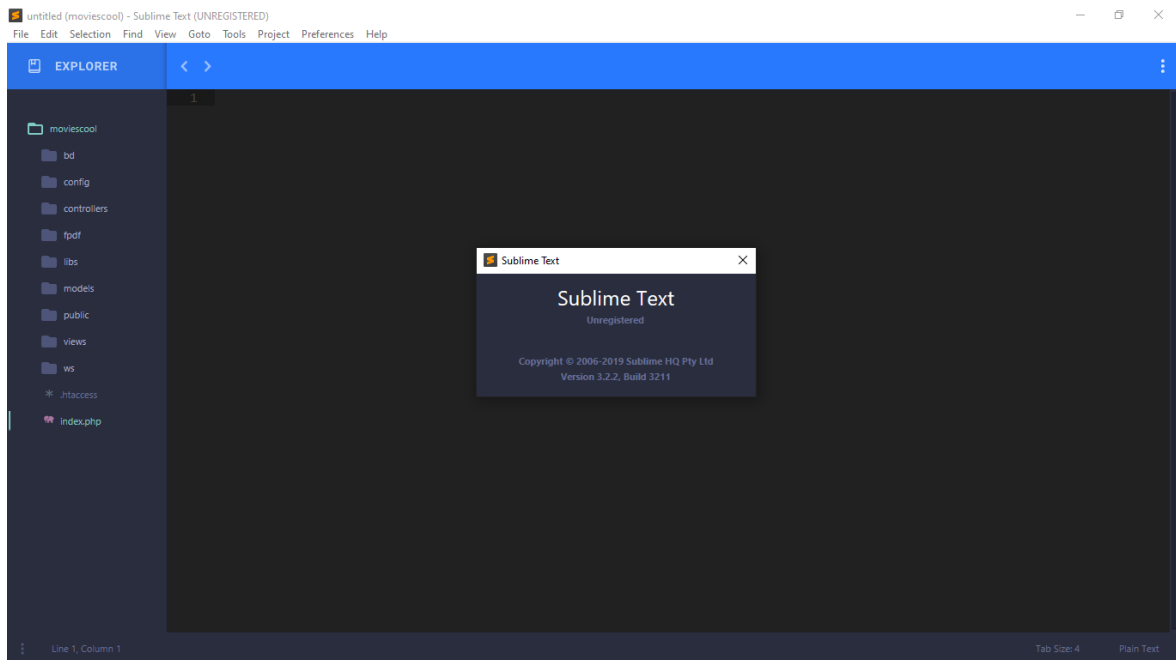 untitled (moviescool) - Sublime Text (UNREGISTERED)
File Edit Selection Find View Goto Tools Project Preferences Help
EXPLORER
1
moviescool
bd
config
controllers
fpdf
libs
models
public
views
ws
.htaccess
index.php
Sublime Text
Sublime Text
Unregistered
Copyright © 2006-2019 Sublime HQ Pty Ltd
Version 3.2.2, Build 3211
Line 1, Column 1 Tab Size: 4 Plain Text